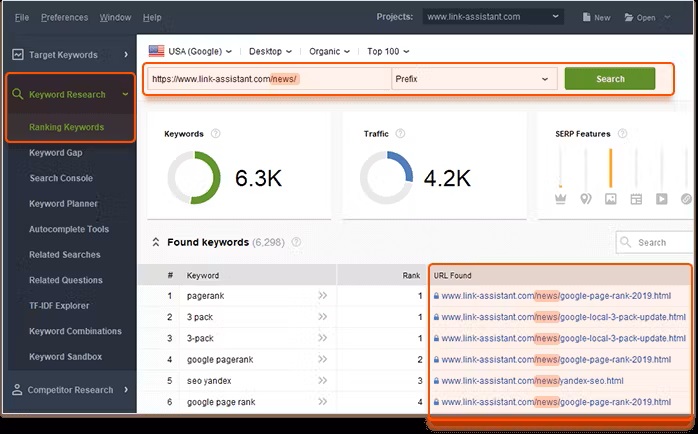 File Preferences Window Help Projects: www.link-assistant.com New Open
Target Keywords
Keyword Research
Ranking Keywords
Keyword Gap
Search Console
Keyword Planner
Autocomplete Tools
Related Searches
Related Questions
TF-IDF Explorer
Keyword Combinations
Keyword Sandbox
Competitor Research
USA (Google) Desktop Organic Top 100
https://www.link-assistant.com/news/ Prefix Search
Keywords ? Traffic ? SERP Features ?
6.3K 4.2K
Found keywords (6,298) ? Search
# Keyword Rank URL Found
1 pagerank >> 1 www.link-assistant.com/news/google-page-rank-2019.html
2 3 pack >> 1 www.link-assistant.com/news/google-local-3-pack-update.html
3 3-pack >> 1 www.link-assistant.com/news/google-local-3-pack-update.html
4 google pagerank >> 2 www.link-assistant.com/news/google-page-rank-2019.html
5 seo yandex >> 3 www.link-assistant.com/news/yandex-seo.html
6 google page rank >> 4 www.link-assistant.com/news/google-page-rank-2019.html